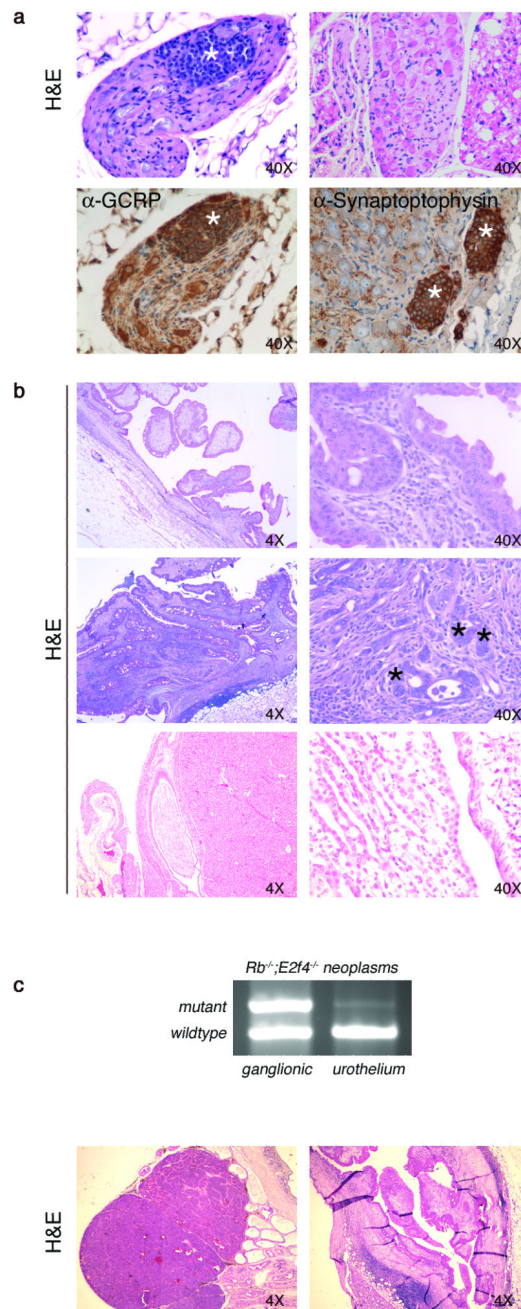 a
H&E
40X
40X
α-GCRP
α-Synaptoptophysin
*
*
*
*
40X
40X
b
H&E
4X
40X
4X
* * *
40X
4X
40X
c
Rb-/-;E2f4-/- neoplasms
mutant
wildtype
ganglionic urothelium
H&E
4X
4X